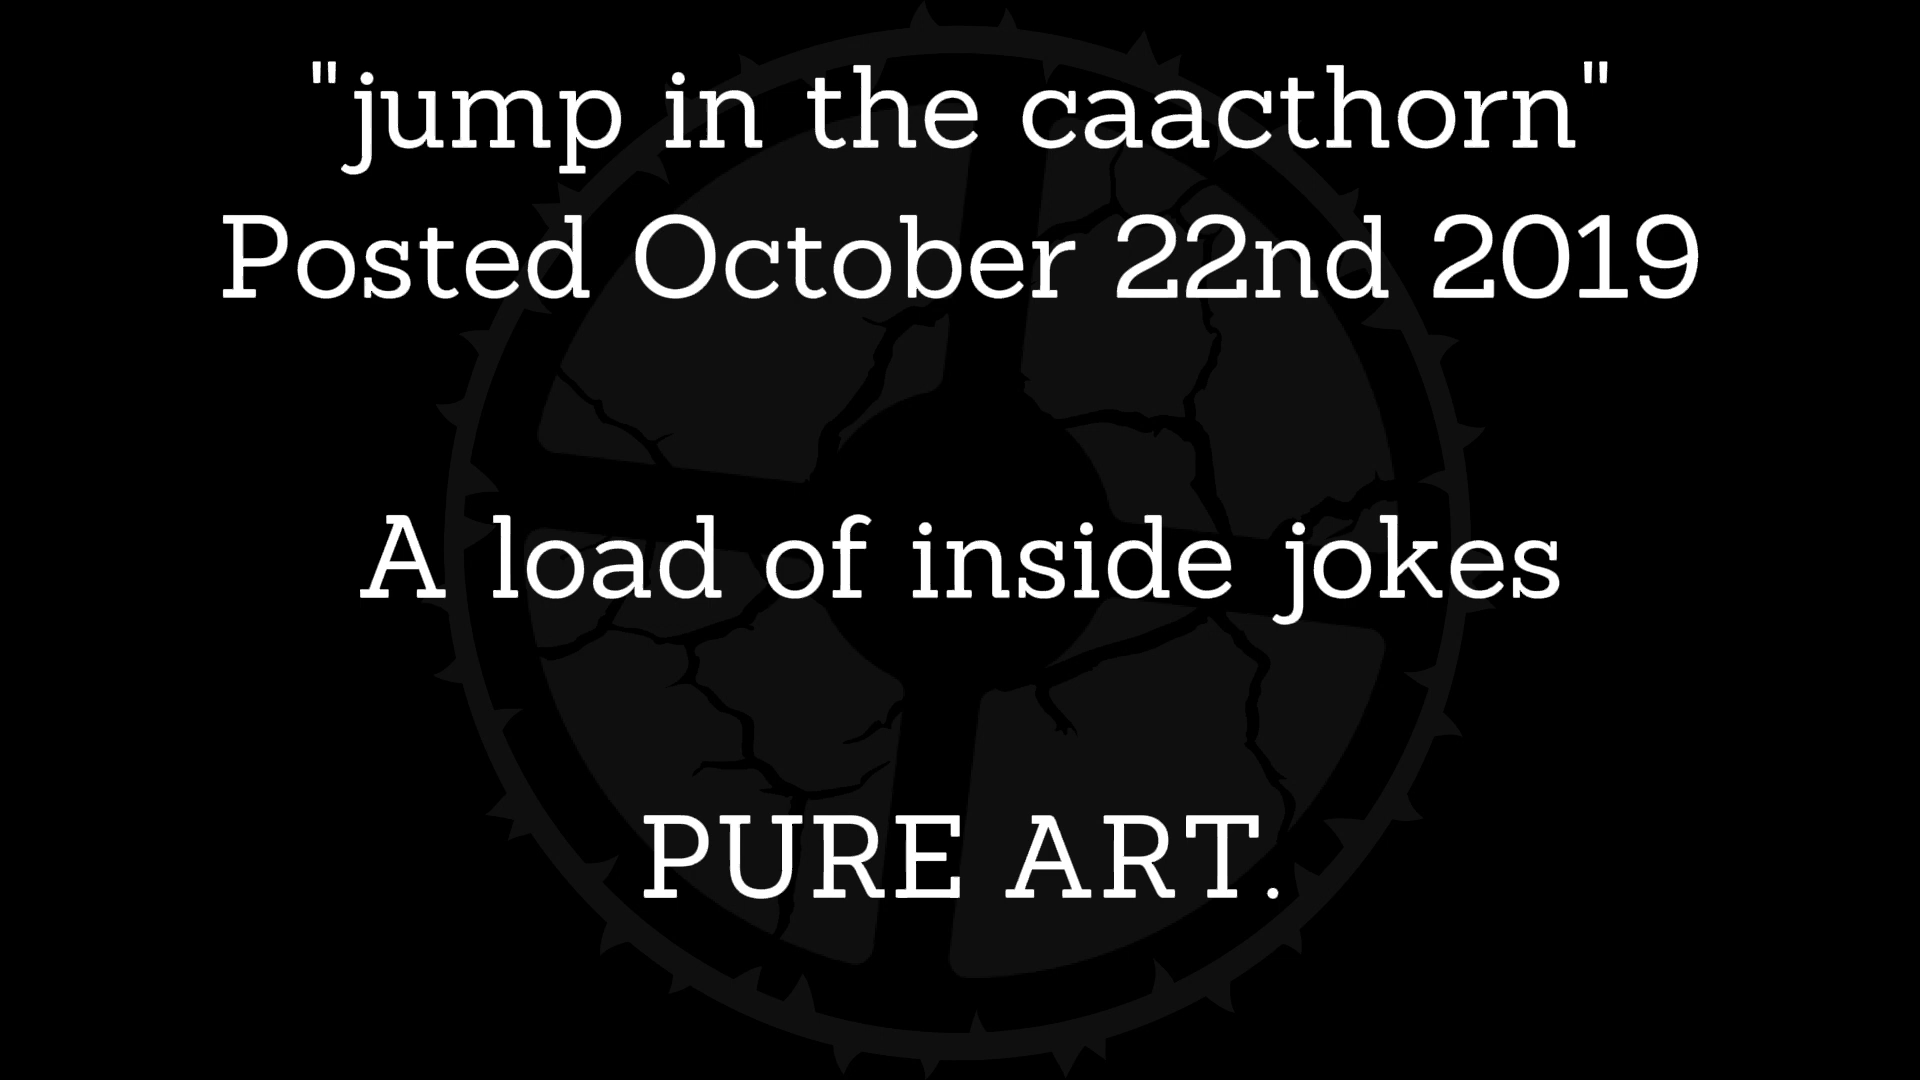 "jump in the caacthorn"
Posted October 22nd 2019
A load of inside jokes
PURE ART.